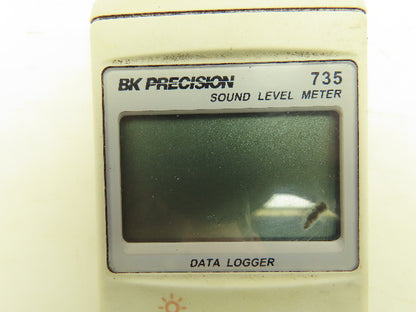 BK PRECISION 735
SOUND LEVEL METER
DATA LOGGER